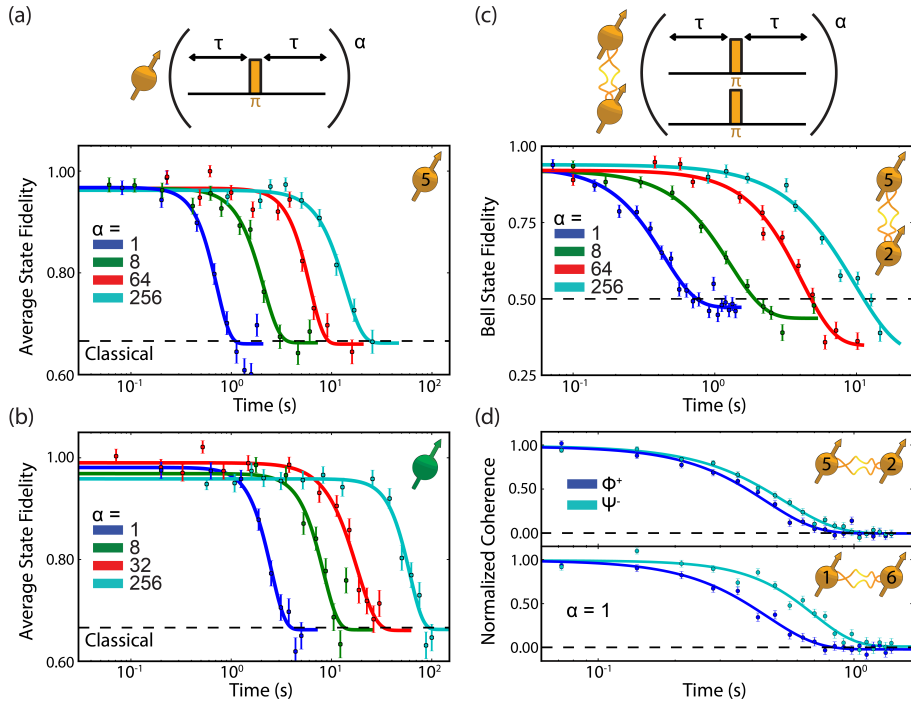 (a)
τ τ α
π
1.00
0.80
0.60
Average State Fidelity
5
α =
1
8
64
256
Classical
10⁻¹ 10⁰ 10¹ 10²
Time (s)
(b)
1.00
0.80
0.60
Average State Fidelity
α =
1
8
32
256
Classical
10⁻¹ 10⁰ 10¹ 10²
Time (s)
(c)
τ τ α
π
π
1.00
0.75
0.50
0.25
Bell State Fidelity
5
2
α =
1
8
64
256
10⁻¹ 10⁰ 10¹
Time (s)
(d)
1.00
0.50
0.00
Normalized Coherence
Φ⁺
Ψ⁻
5 2
1.00
0.50
0.00
α = 1
1 6
10⁻¹ 10⁰
Time (s)